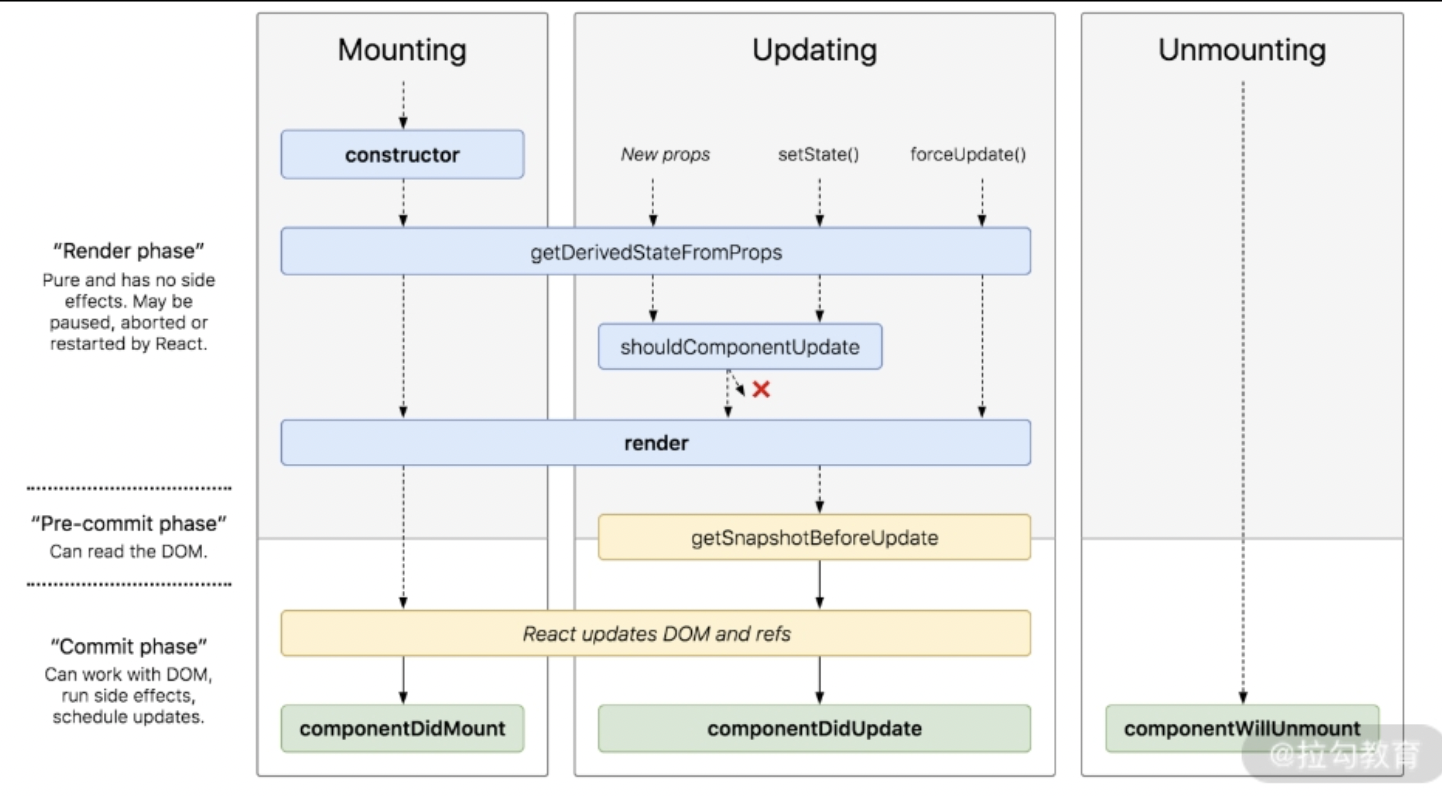 Mounting
Updating
Unmounting
constructor
New props
setState()
forceUpdate()
“Render phase”
Pure and has no side
effects. May be
paused, aborted or
restarted by React.
getDerivedStateFromProps
shouldComponentUpdate
render
“Pre-commit phase”
Can read the DOM.
getSnapshotBeforeUpdate
“Commit phase”
Can work with DOM,
run side effects,
schedule updates.
React updates DOM and refs
componentDidMount
componentDidUpdate
componentWillUnmount
@拉勾教育